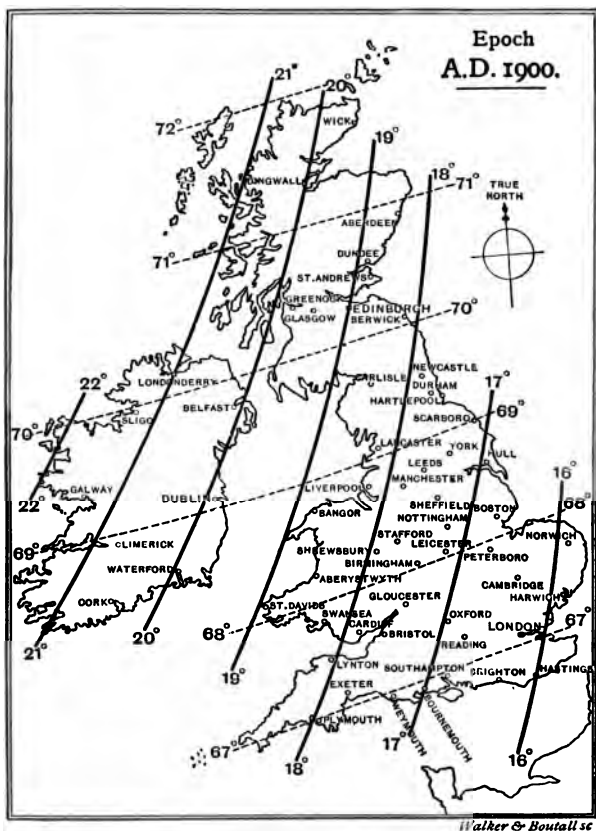 Epoch
A.D. 1900.
21°
20°
72°
WICK
19°
DINGWALL
18°
71°
TRUE
NORTH
ABERDEEN
71°
DUNDEE
ST. ANDREWS
GREENOCK
EDINBURGH
70°
GLASGOW
BERWICK
NEWCASTLE
LONDONDERRY
CARLISLE
DURHAM
22°
17°
BELFAST
HARTLEPOOL
SLIGO
SCARBORO
69°
70°
LANCASTER
YORK
LEEDS
HULL
GALWAY
LIVERPOOL
MANCHESTER
16°
DUBLIN
SHEFFIELD
22°
BANGOR
NOTTINGHAM
BOSTON
68°
STAFFORD
NORWICH
LIMERICK
69°
SHREWSBURY
LEICESTER
PETERBORO
BIRMINGHAM
WATERFORD
ABERYSTWYTH
CAMBRIDGE
CORK
GLOUCESTER
HARWICH
ST. DAVIDS
SWANSEA
OXFORD
67°
CARDIFF
LONDON
20°
68°
BRISTOL
21°
READING
LYNTON
SOUTHAMPTON
BRIGHTON
HASTINGS
19°
EXETER
PLYMOUTH
WEYMOUTH
BOURNEMOUTH
67°
17°
16°
18°
Walker & Boutall sc